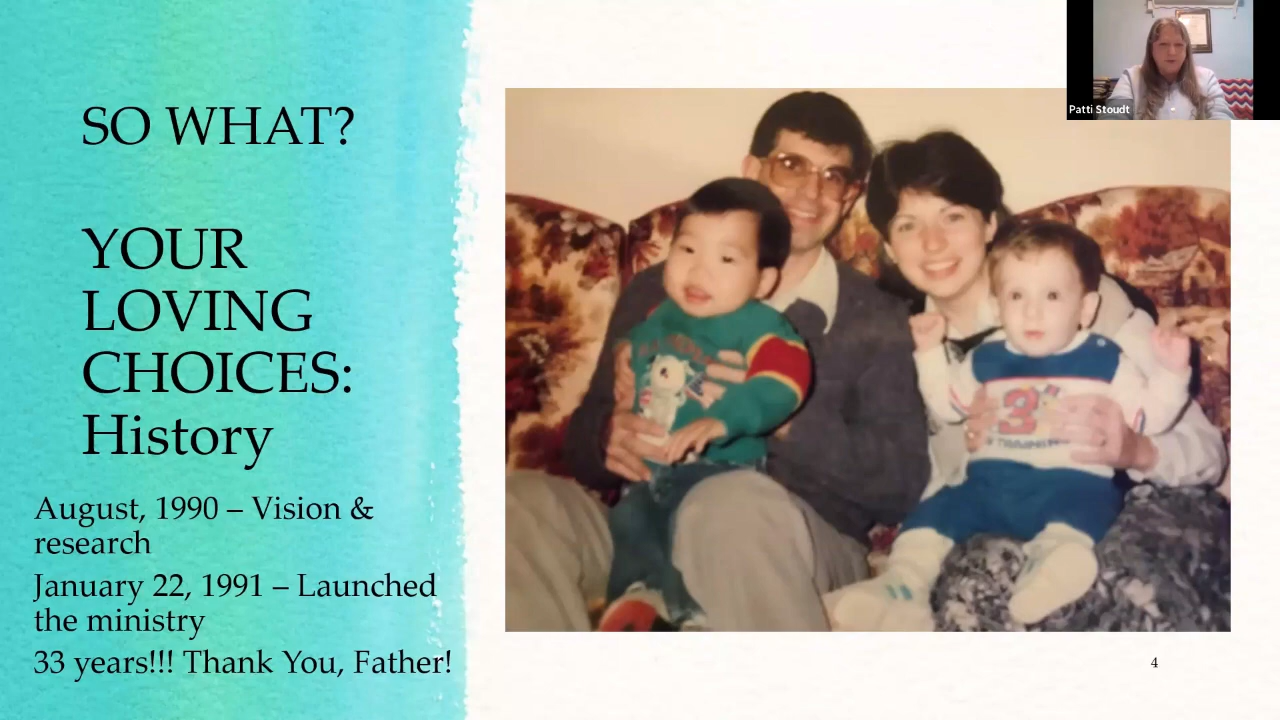 SO WHAT?
YOUR
LOVING
CHOICES:
History
August, 1990 – Vision &
research
January 22, 1991 – Launched
the ministry
33 years!!! Thank You, Father!
Patti Stoudt
3
4